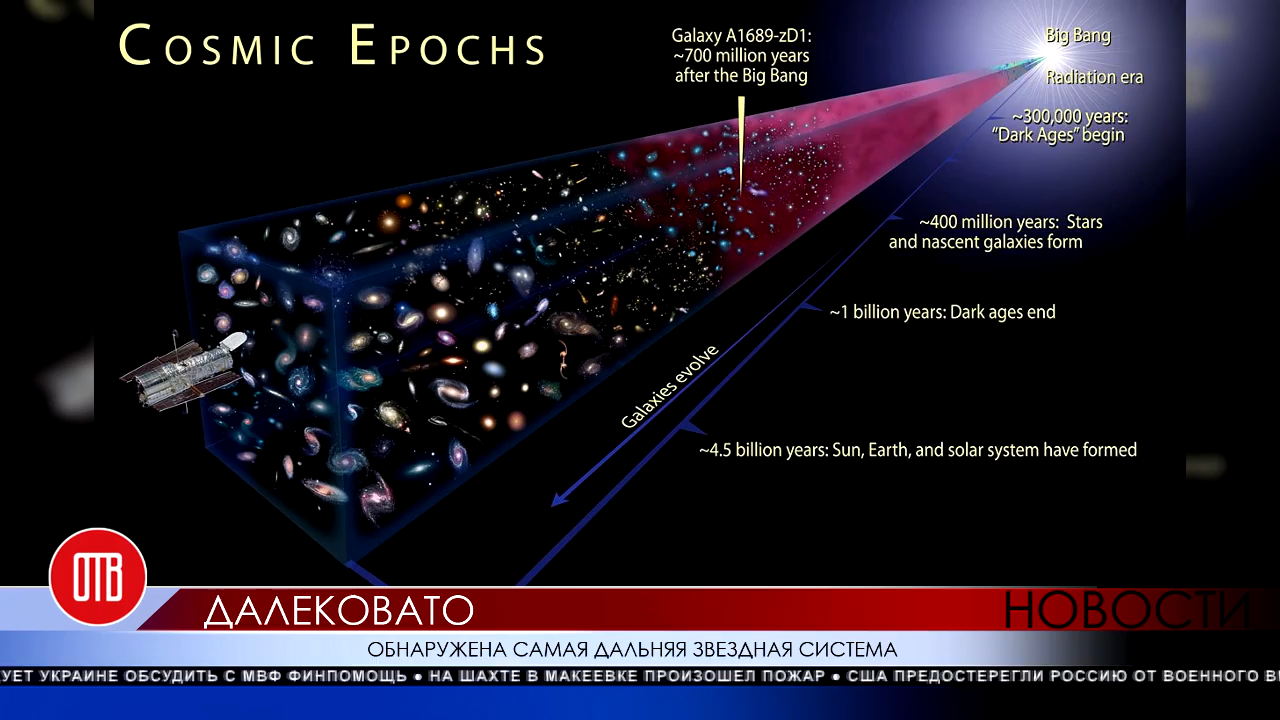 COSMIC EPOCHS
Galaxy A1689-zD1:
~700 million years
after the Big Bang
Big Bang
Radiation era
~300,000 years:
"Dark Ages" begin
~400 million years: Stars
and nascent galaxies form
~1 billion years: Dark ages end
Galaxies evolve
~4.5 billion years: Sun, Earth, and solar system have formed
ОТВ
ДАЛЕКОВАТО
НОВОСТИ
ОБНАРУЖЕНА САМАЯ ДАЛЬНЯЯ ЗВЕЗДНАЯ СИСТЕМА
УЕТ УКРАИНЕ ОБСУДИТЬ С МВФ ФИНПОМОЩЬ ● НА ШАХТЕ В МАКЕЕВКЕ ПРОИЗОШЕЛ ПОЖАР ● США ПРЕДОСТЕРЕГЛИ РОССИЮ ОТ ВОЕННОГО